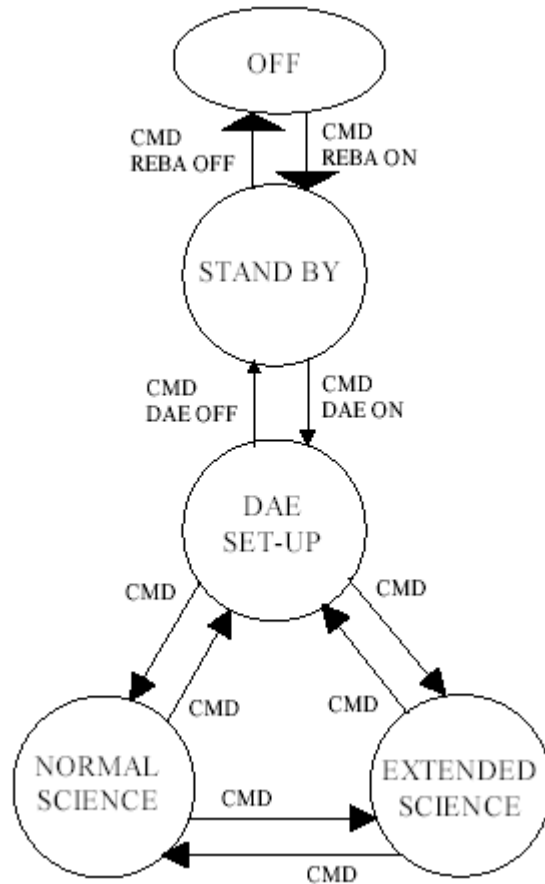 OFF
CMD
REBA OFF
CMD
REBA ON
STAND BY
CMD
DAE OFF
CMD
DAE ON
DAE
SET-UP
CMD
CMD
CMD
CMD
NORMAL
SCIENCE
EXTENDED
SCIENCE
CMD
CMD